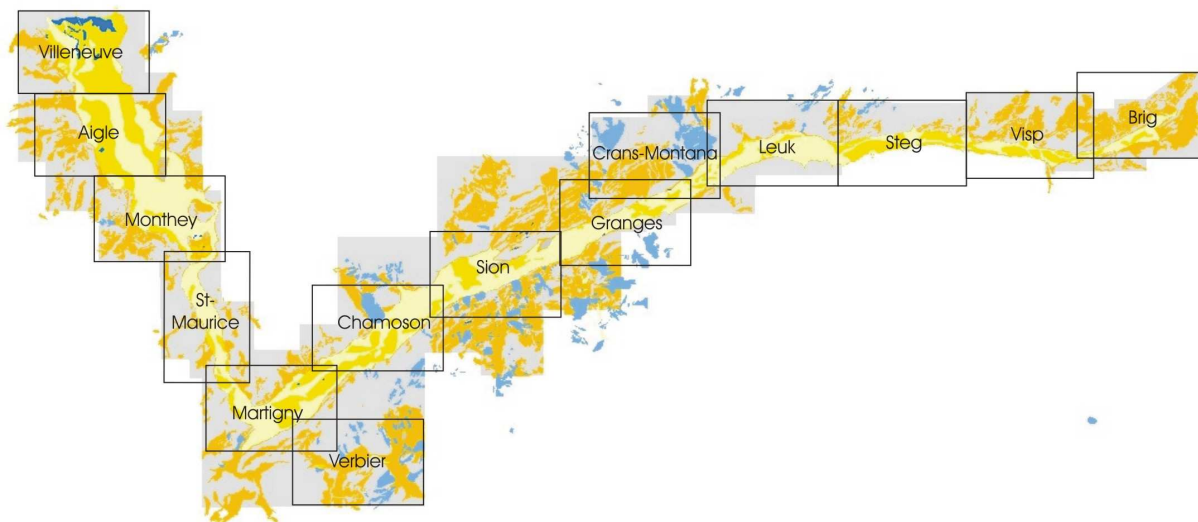 Villeneuve
Aigle
Monthey
St-
Maurice
Martigny
Verbier
Chamoson
Sion
Granges
Crans-Montana
Leuk
Steg
Visp
Brig